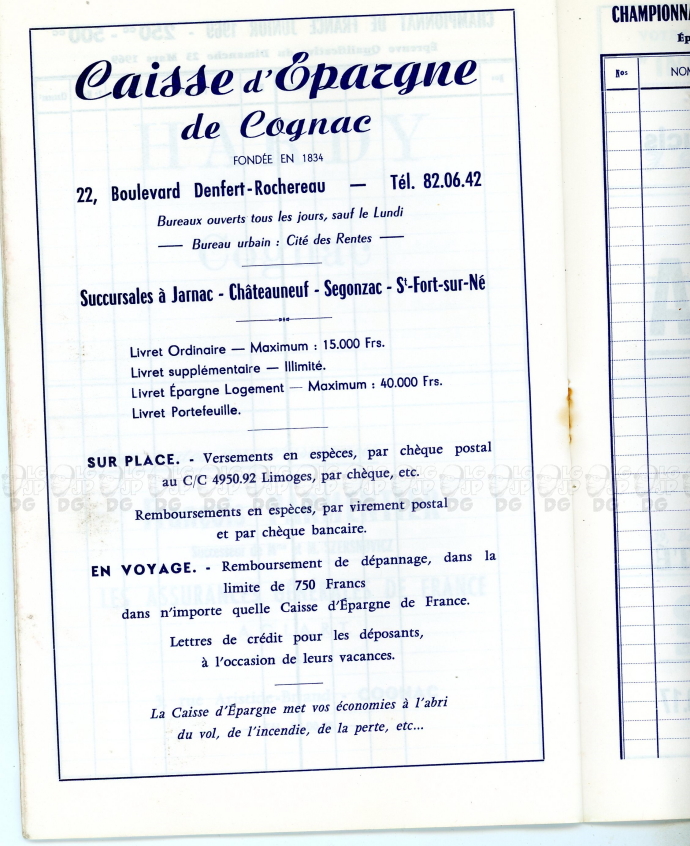 Caisse d'Épargne
de Cognac
FONDÉE EN 1834
22, Boulevard Denfert-Rochereau — Tél. 82.06.42
Bureaux ouverts tous les jours, sauf le Lundi
— Bureau urbain : Cité des Rentes —
Succursales à Jarnac - Châteauneuf - Segonzac - St-Fort-sur-Né
Livret Ordinaire — Maximum : 15.000 Frs.
Livret supplémentaire — Illimité.
Livret Épargne Logement — Maximum : 40.000 Frs.
Livret Portefeuille.
SUR PLACE. - Versements en espèces, par chèque postal
au C/C 4950.92 Limoges, par chèque, etc.
Remboursements en espèces, par virement postal
et par chèque bancaire.
EN VOYAGE. - Remboursement de dépannage, dans la
limite de 750 Francs
dans n'importe quelle Caisse d'Épargne de France.
Lettres de crédit pour les déposants,
à l'occasion de leurs vacances.
La Caisse d'Épargne met vos économies à l'abri
du vol, de l'incendie, de la perte, etc...
CHAMPIONNA
Ép
Nos NOM